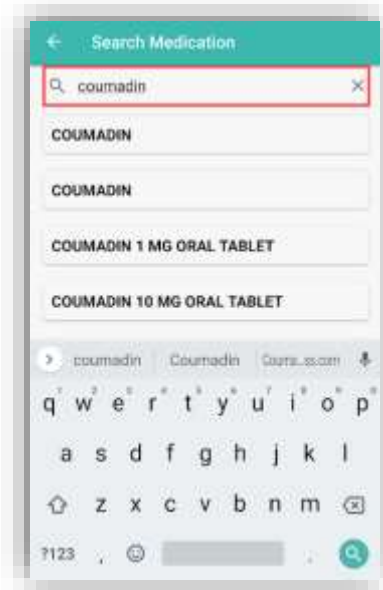 Search Medication
coumadin
COUMADIN
COUMADIN
COUMADIN 1 MG ORAL TABLET
COUMADIN 10 MG ORAL TABLET
coumadin Coumadin
q w e r t y u i o p
a s d f g h j k l
z x c v b n m
?123 , .